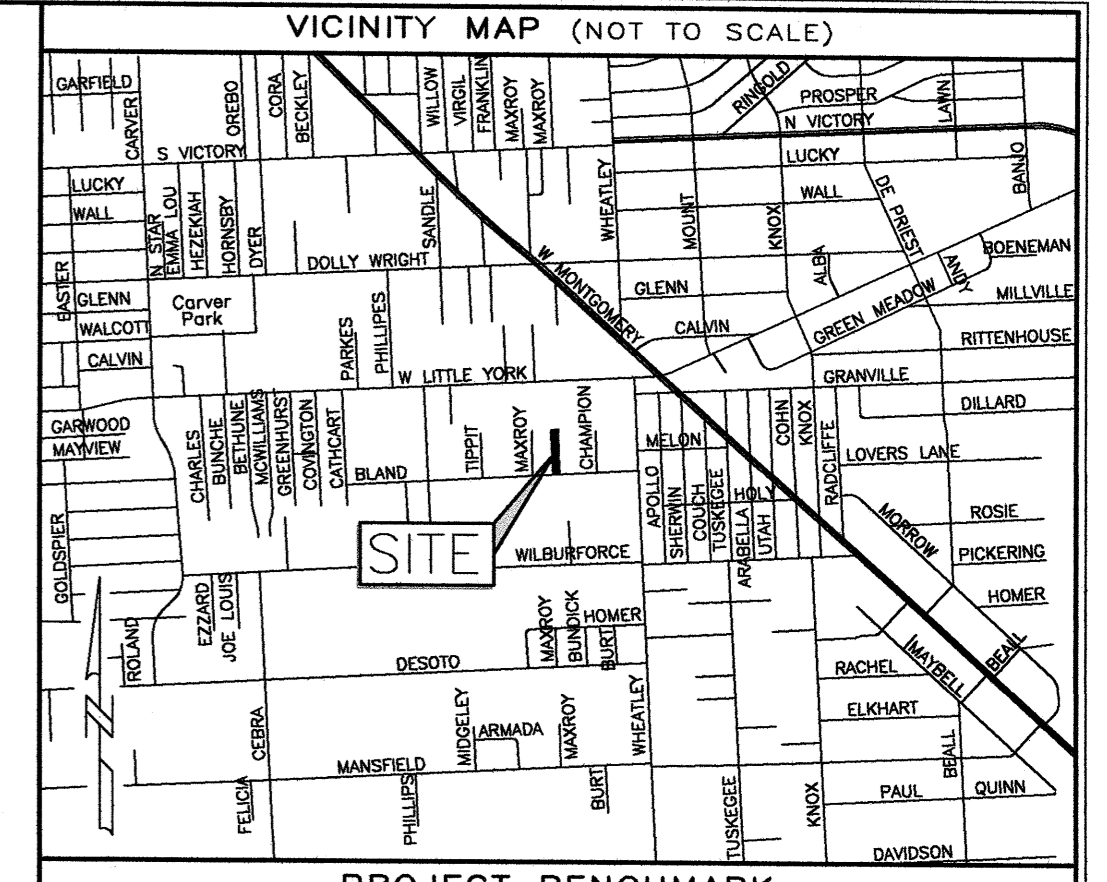 VICINITY MAP (NOT TO SCALE)
GARFIELD
CARVER
OREBO
CORA
BECKLEY
WILLOW
VIRGIL
FRANKLIN
MAXROY
MAXROY
RINGOLD
PROSPER
LAWN
N VICTORY
S VICTORY
LUCKY
BANJO
LUCKY
WALL
WALL
N STAR
EMMA LOU
HEZEKIAH
HORNSBY
DYER
SANDLE
WHEATLEY
MOUNT
KNOX
DE PRIEST
DOLLY WRIGHT
W MONTGOMERY
ALBA
ANDY
BOENEMAN
EASTER
GLENN
Carver
Park
GLENN
GREEN MEADOW
MILLVILLE
WALCOTT
CALVIN
CALVIN
PARKES
PHILLIPES
RITTENHOUSE
W LITTLE YORK
GRANVILLE
DILLARD
GARWOOD
MAYVIEW
CHARLES
BUNCHE
BETHUNE
MCWILLIAMS
GREENHURST
COVINGTON
CATHCART
BLAND
TIPPIT
MAXROY
CHAMPION
MELON
COHN
KNOX
RADCLIFFE
LOVERS LANE
APOLLO
SHERWIN
COUCH
TUSKEGEE
ARABELLA
HOLY
UTAH
MORROW
ROSIE
GOLDSPIER
SITE
WILBURFORCE
PICKERING
HOMER
EZZARD
JOE LOUIS
ROLAND
MAXROY
BUNDICK
HOMER
BURT
DESOTO
RACHEL
MAYBELL
BEALL
ELKHART
CEBRA
MIDGELEY
ARMADA
MAXROY
WHEATLEY
BEALL
MANSFIELD
FELICIA
PHILLIPS
BURT
TUSKEGEE
KNOX
PAUL QUINN
DAVIDSON
PROJECT BENCHMARK